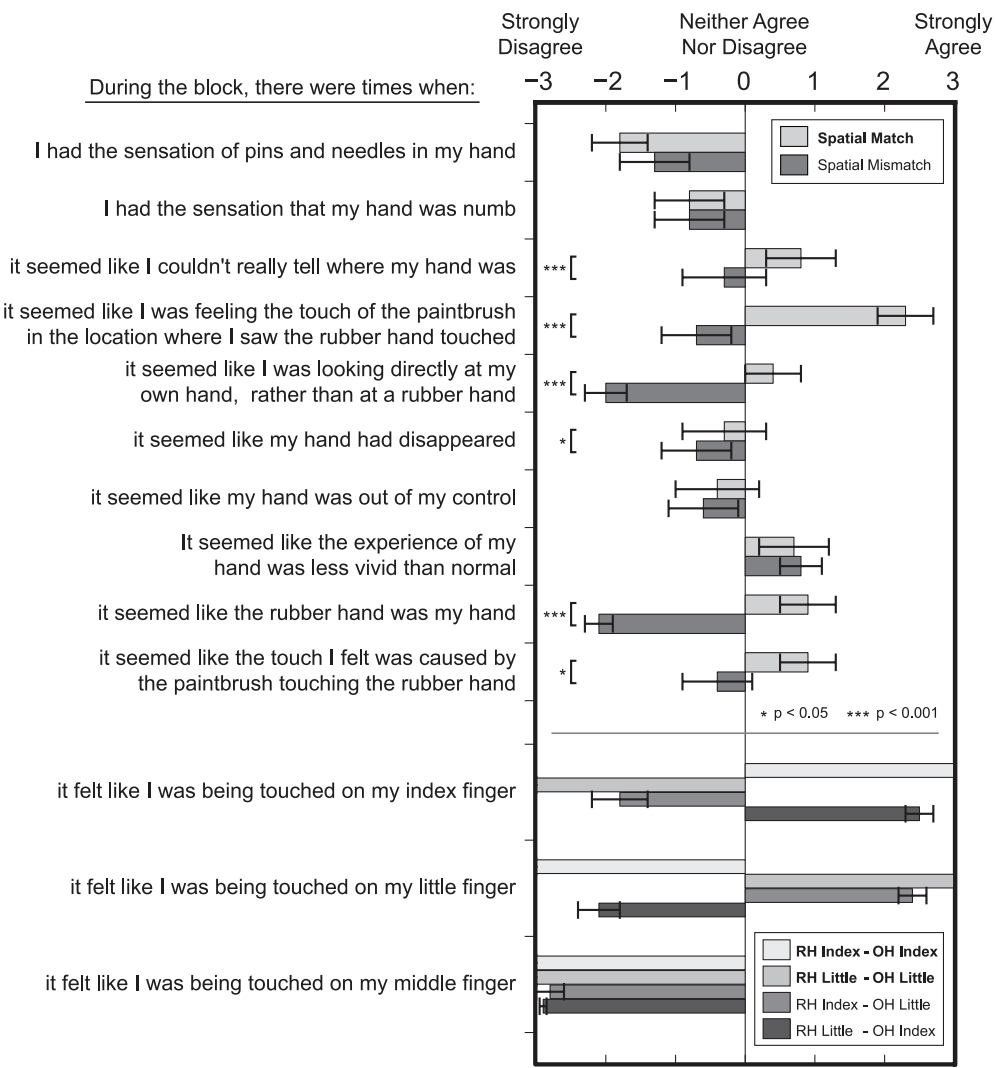 Strongly Disagree
Neither Agree Nor Disagree
Strongly Agree
During the block, there were times when:
−3 −2 −1 0 1 2 3
Spatial Match
Spatial Mismatch
I had the sensation of pins and needles in my hand
I had the sensation that my hand was numb
it seemed like I couldn't really tell where my hand was
***
it seemed like I was feeling the touch of the paintbrush
in the location where I saw the rubber hand touched
***
it seemed like I was looking directly at my
own hand, rather than at a rubber hand
***
it seemed like my hand had disappeared
*
it seemed like my hand was out of my control
It seemed like the experience of my
hand was less vivid than normal
it seemed like the rubber hand was my hand
***
it seemed like the touch I felt was caused by
the paintbrush touching the rubber hand
*
* p < 0.05 *** p < 0.001
it felt like I was being touched on my index finger
it felt like I was being touched on my little finger
it felt like I was being touched on my middle finger
RH Index - OH Index
RH Little - OH Little
RH Index - OH Little
RH Little - OH Index